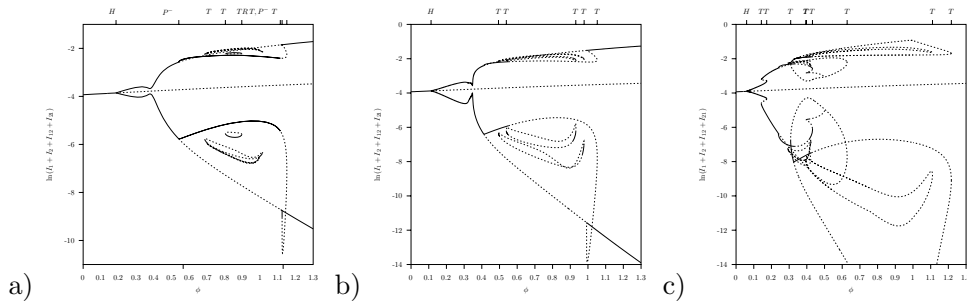 H P⁻ T T TR T, P⁻ T
-2
-4
-6
-8
-10
ln(I₁ + I₂ + I₁₂ + I₂₁)
0 0.1 0.2 0.3 0.4 0.5 0.6 0.7 0.8 0.9 1 1.1 1.2 1.3
ϕ
a)
H T T T T T
0
-2
-4
-6
-8
-10
-12
-14
ln(I₁ + I₂ + I₁₂ + I₂₁)
0 0.1 0.2 0.3 0.4 0.5 0.6 0.7 0.8 0.9 1 1.1 1.2 1.3
ϕ
b)
0
-2
-4
-6
-8
-10
-12
-14
ln(I₁ + I₂ + I₁₂ + I₂₁)
0 0.1 0.2 0.3 0.4 0.5 0.6 0.7 0.8 0.9 1 1.1 1.2 1.3
ϕ
c)